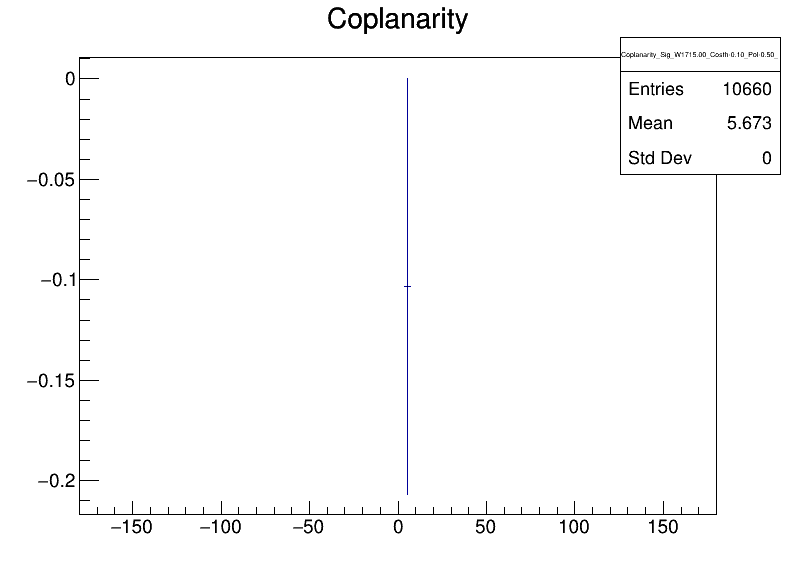 Coplanarity
Coplanarity_Sig_W1715.00_Costh-0.10_Pol-0.50_
Entries 10660
Mean 5.673
Std Dev 0
0
−0.05
−0.1
−0.15
−0.2
−150 −100 −50 0 50 100 150